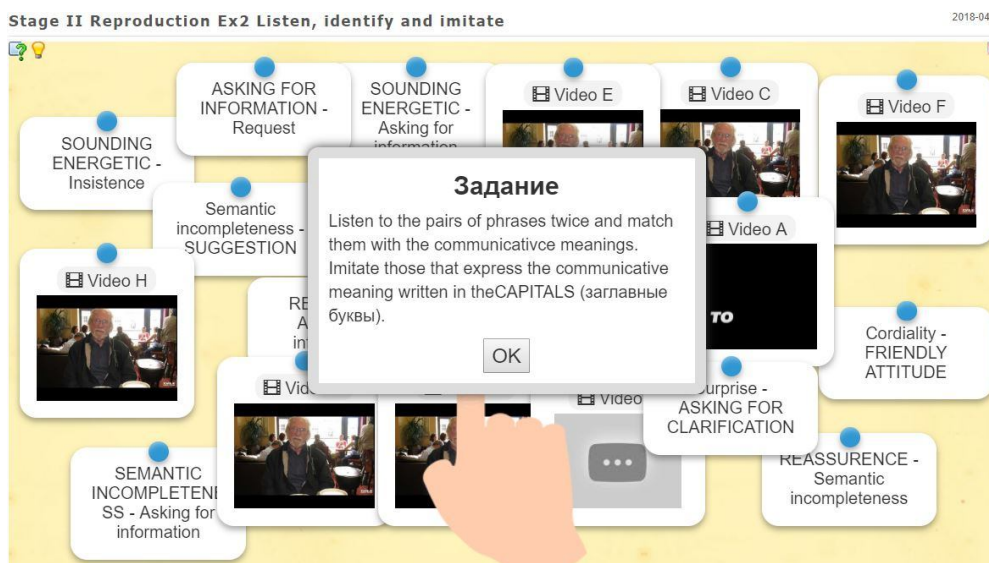 Stage II Reproduction Ex2 Listen, identify and imitate
2018-04
ASKING FOR
INFORMATION -
Request
SOUNDING
ENERGETIC -
Asking for
information
Video E
Video C
Video F
SOUNDING
ENERGETIC -
Insistence
Semantic
incompleteness -
SUGGESTION
Задание
Listen to the pairs of phrases twice and match
them with the communicativce meanings.
Imitate those that express the communicative
meaning written in theCAPITALS (заглавные
буквы).
OK
Video A
TO
Video H
Cordiality -
FRIENDLY
ATTITUDE
Video
surprise -
ASKING FOR
CLARIFICATION
SEMANTIC
INCOMPLETENE
SS - Asking for
information
REASSURENCE -
Semantic
incompleteness